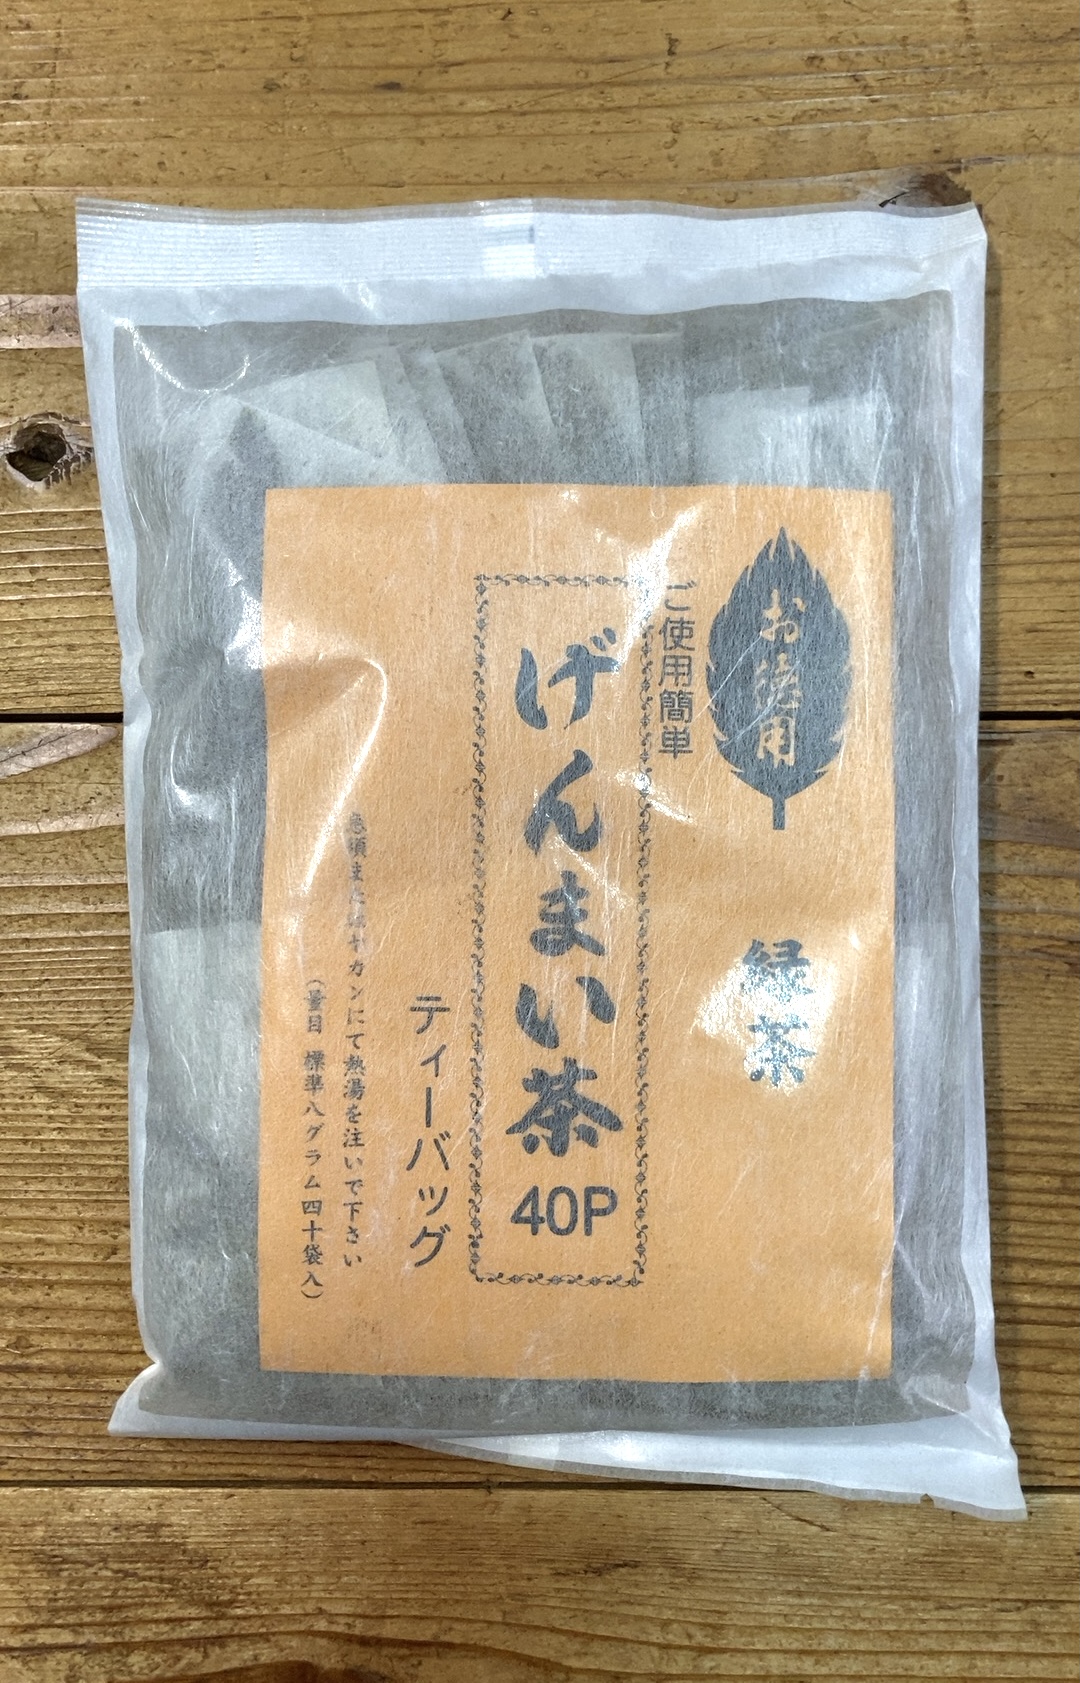 お徳用
緑茶
ご使用簡単
げんまい茶
40P
ティーバッグ
急須またはヤカンにて熱湯を注いで下さい
(量目 標準八グラム四十袋入)